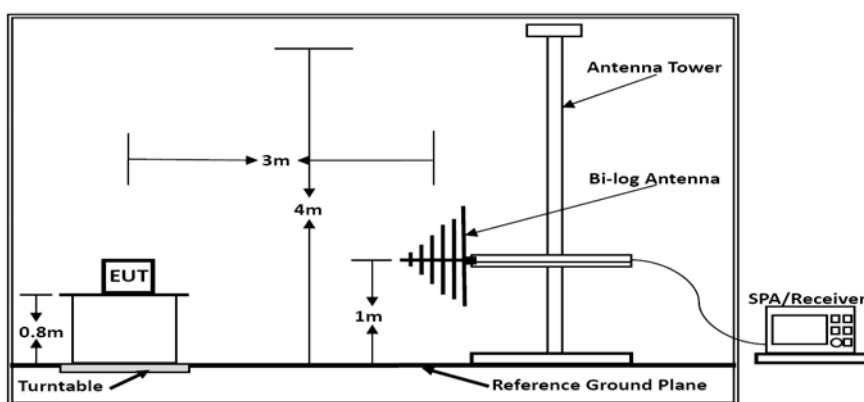 Antenna Tower
3m
Bi-log Antenna
4m
EUT
SPA/Receiver
0.8m
1m
Turntable
Reference Ground Plane